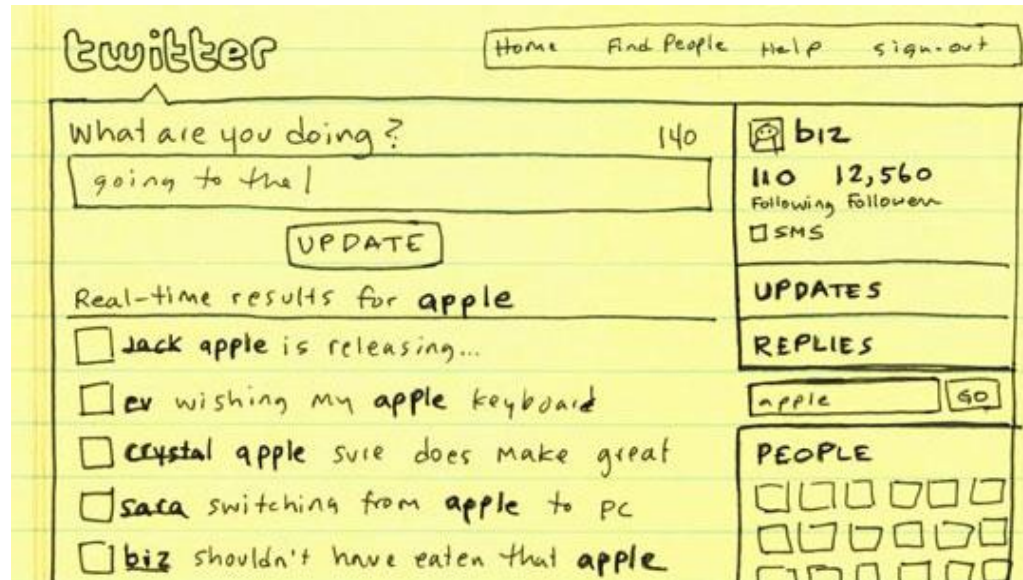 twitter
Home Find People Help sign-out
What are you doing? 140
going to the
UPDATE
Real-time results for apple
Jack apple is releasing...
ev wishing my apple keyboard
crystal apple sure does make great
sara switching from apple to PC
biz shouldn't have eaten that apple
biz
110 12,560
Following Followers
SMS
UPDATES
REPLIES
apple GO
PEOPLE